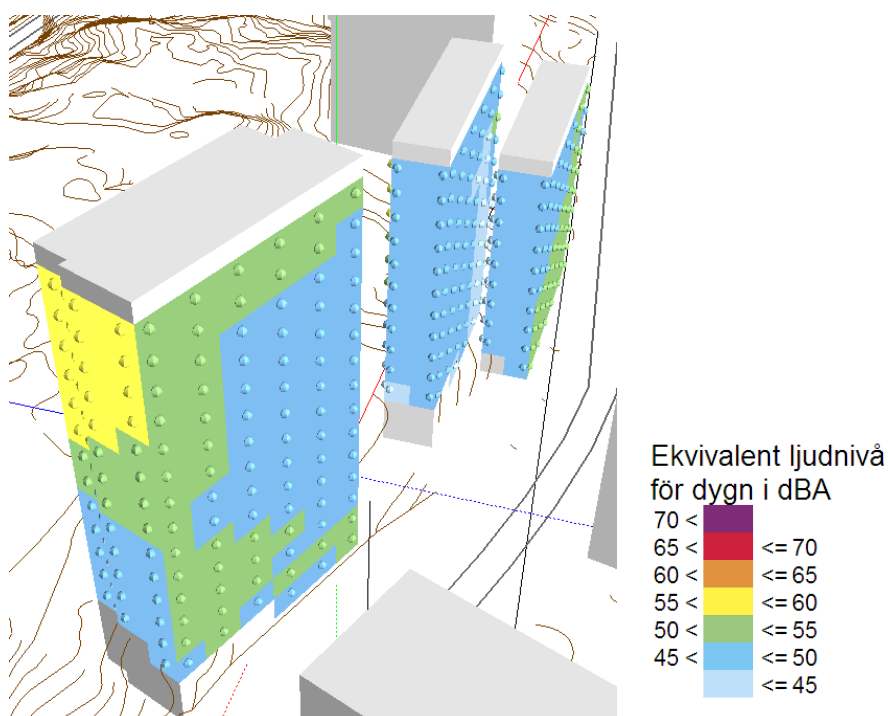 Ekvivalent ljudnivå
för dygn i dBA
70 <
65 < <= 70
60 < <= 65
55 < <= 60
50 < <= 55
45 < <= 50
<= 45